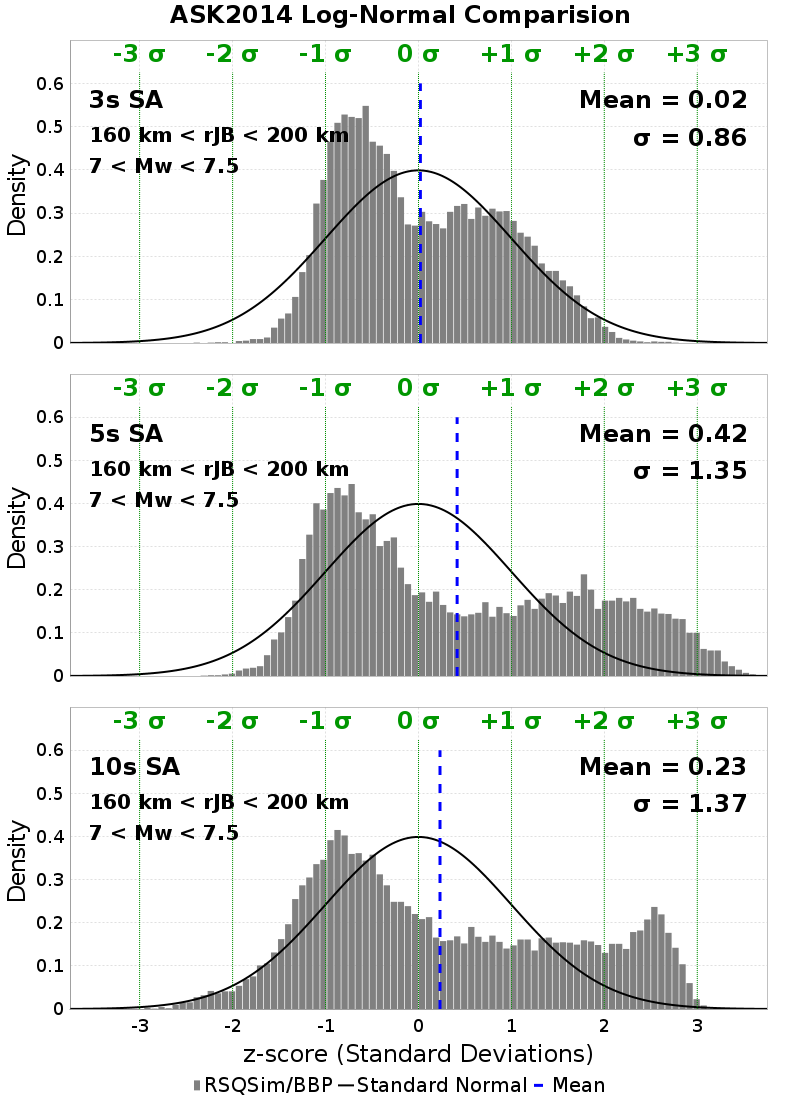 ASK2014 Log-Normal Comparision
-3 σ -2 σ -1 σ 0 σ +1 σ +2 σ +3 σ
3s SA Mean = 0.02
160 km < rJB < 200 km σ = 0.86
7 < Mw < 7.5
Density
0.6
0.5
0.4
0.3
0.2
0.1
0
-3 σ -2 σ -1 σ 0 σ +1 σ +2 σ +3 σ
5s SA Mean = 0.42
160 km < rJB < 200 km σ = 1.35
7 < Mw < 7.5
Density
0.6
0.5
0.4
0.3
0.2
0.1
0
-3 σ -2 σ -1 σ 0 σ +1 σ +2 σ +3 σ
10s SA Mean = 0.23
160 km < rJB < 200 km σ = 1.37
7 < Mw < 7.5
Density
0.6
0.5
0.4
0.3
0.2
0.1
0
-3 -2 -1 0 1 2 3
z-score (Standard Deviations)
RSQSim/BBP Standard Normal Mean